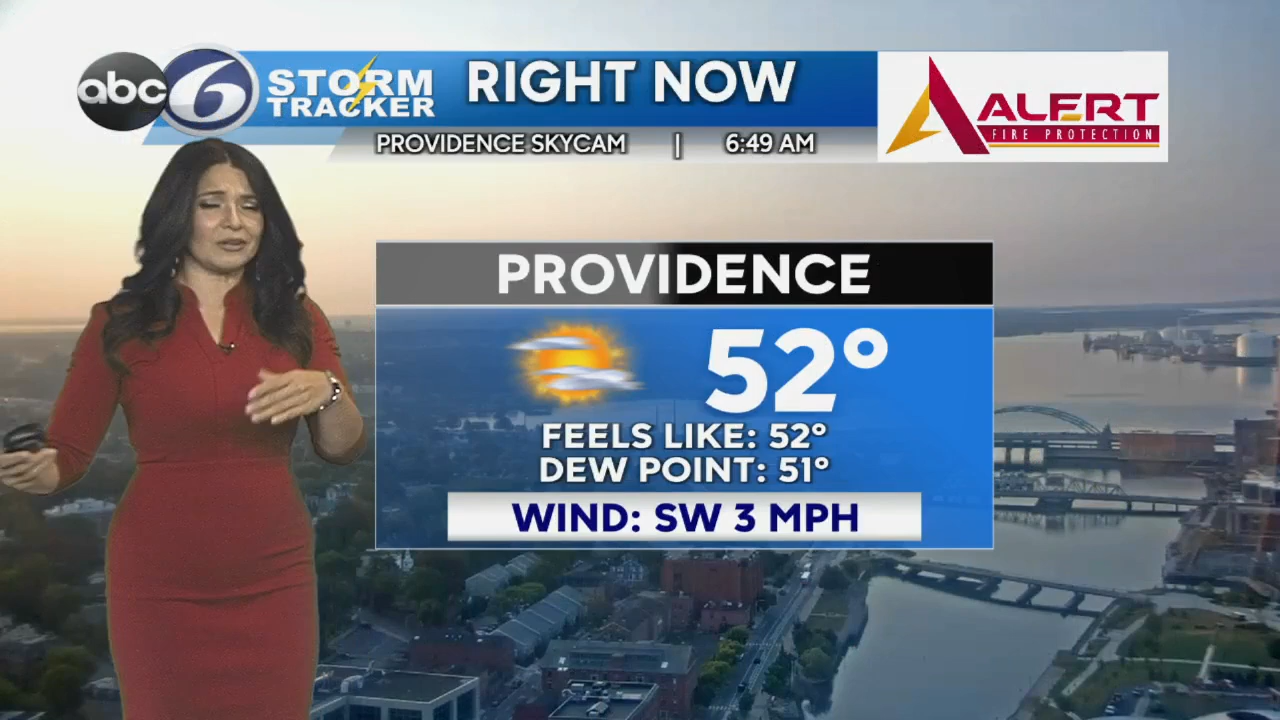 abc 6 STORM TRACKER
RIGHT NOW
PROVIDENCE SKYCAM | 6:49 AM
ALERT
FIRE PROTECTION
PROVIDENCE
52°
FEELS LIKE: 52°
DEW POINT: 51°
WIND: SW 3 MPH